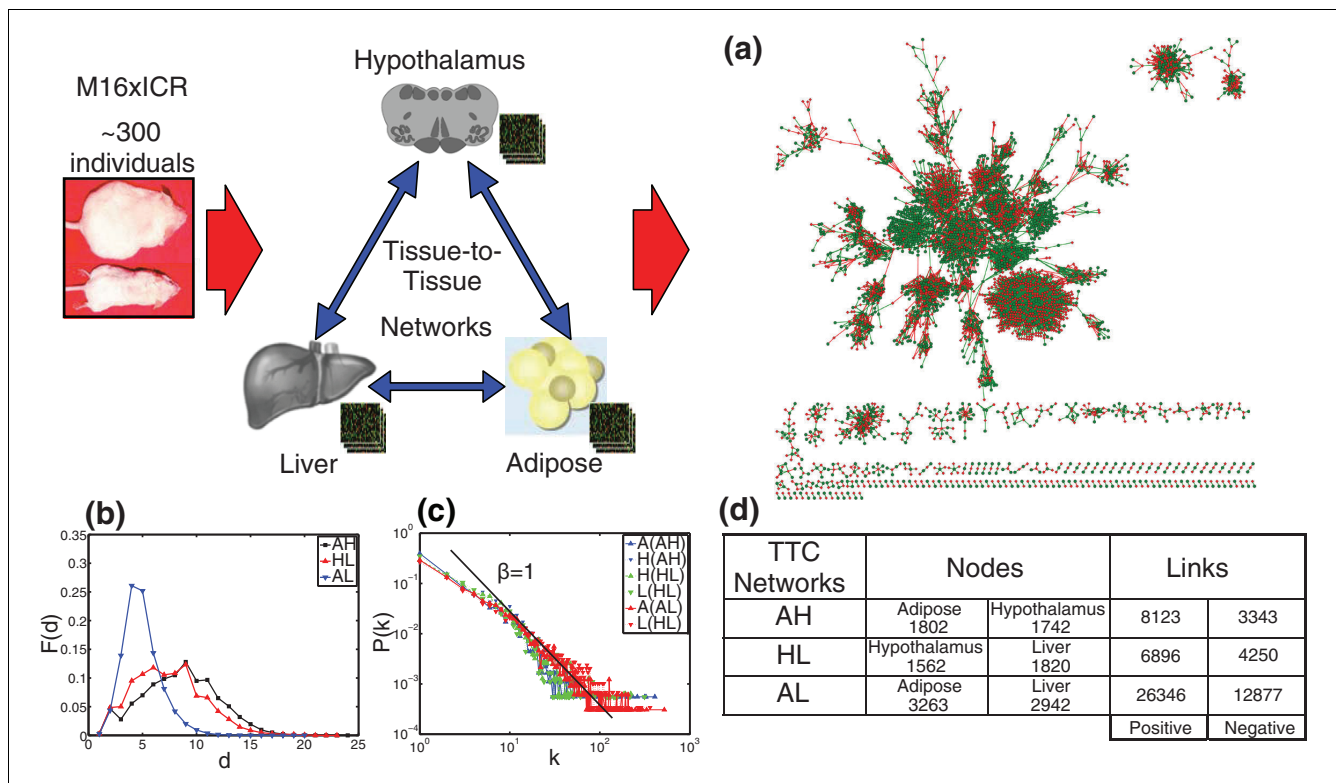 M16xICR
~300
individuals
Hypothalamus
Tissue-to-
Tissue
Networks
Liver
Adipose
(a)
(b)
0.35
0.3
0.25
0.2
0.15
0.1
0.05
0
F(d)
0 5 10 15 20 25
d
AH
HL
AL
(c)
10^0
10^-1
10^-2
10^-3
10^-4
P(k)
10^0 10^1 10^2 10^3
k
β=1
A(AH)
H(AH)
H(HL)
L(HL)
A(AL)
L(HL)
(d)
TTC Networks Nodes Links
AH Adipose 1802 Hypothalamus 1742 8123 3343
HL Hypothalamus 1562 Liver 1820 6896 4250
AL Adipose 3263 Liver 2942 26346 12877
Positive Negative